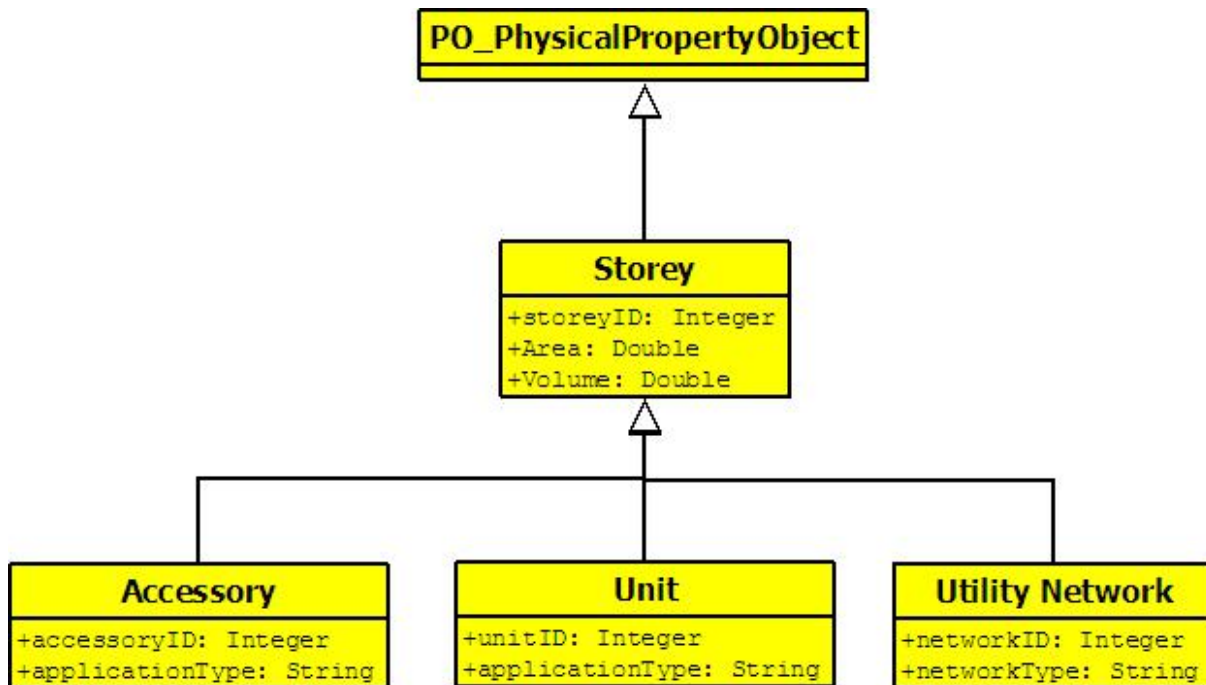 PO_PhysicalPropertyObject
Storey
+storeyID: Integer
+Area: Double
+Volume: Double
Accessory
+accessoryID: Integer
+applicationType: String
Unit
+unitID: Integer
+applicationType: String
Utility Network
+networkID: Integer
+networkType: String